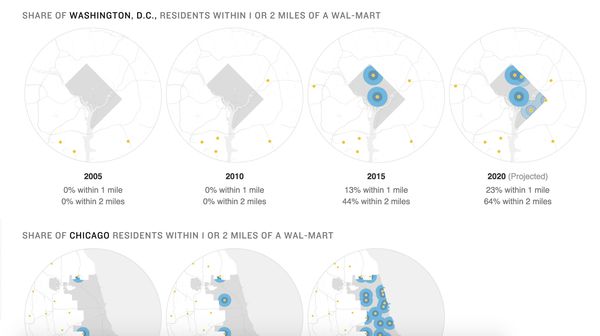 SHARE OF WASHINGTON, D.C., RESIDENTS WITHIN 1 OR 2 MILES OF A WAL-MART
2005
0% within 1 mile
0% within 2 miles
2010
0% within 1 mile
0% within 2 miles
2015
13% within 1 mile
44% within 2 miles
2020 (Projected)
23% within 1 mile
64% within 2 miles
SHARE OF CHICAGO RESIDENTS WITHIN 1 OR 2 MILES OF A WAL-MART